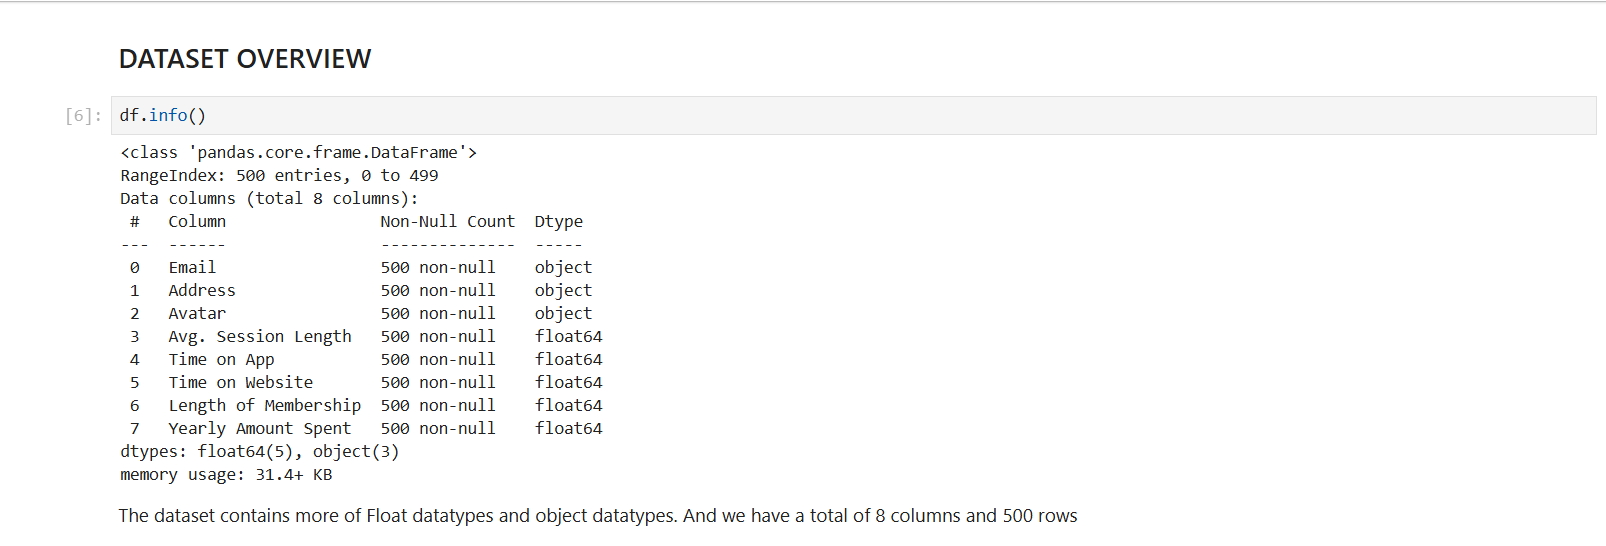 DATASET OVERVIEW
[6]: df.info()
<class 'pandas.core.frame.DataFrame'>
RangeIndex: 500 entries, 0 to 499
Data columns (total 8 columns):
 #   Column                Non-Null Count  Dtype
---  ------                --------------  -----
 0   Email                 500 non-null    object
 1   Address               500 non-null    object
 2   Avatar                500 non-null    object
 3   Avg. Session Length   500 non-null    float64
 4   Time on App           500 non-null    float64
 5   Time on Website       500 non-null    float64
 6   Length of Membership  500 non-null    float64
 7   Yearly Amount Spent   500 non-null    float64
dtypes: float64(5), object(3)
memory usage: 31.4+ KB
The dataset contains more of Float datatypes and object datatypes. And we have a total of 8 columns and 500 rows